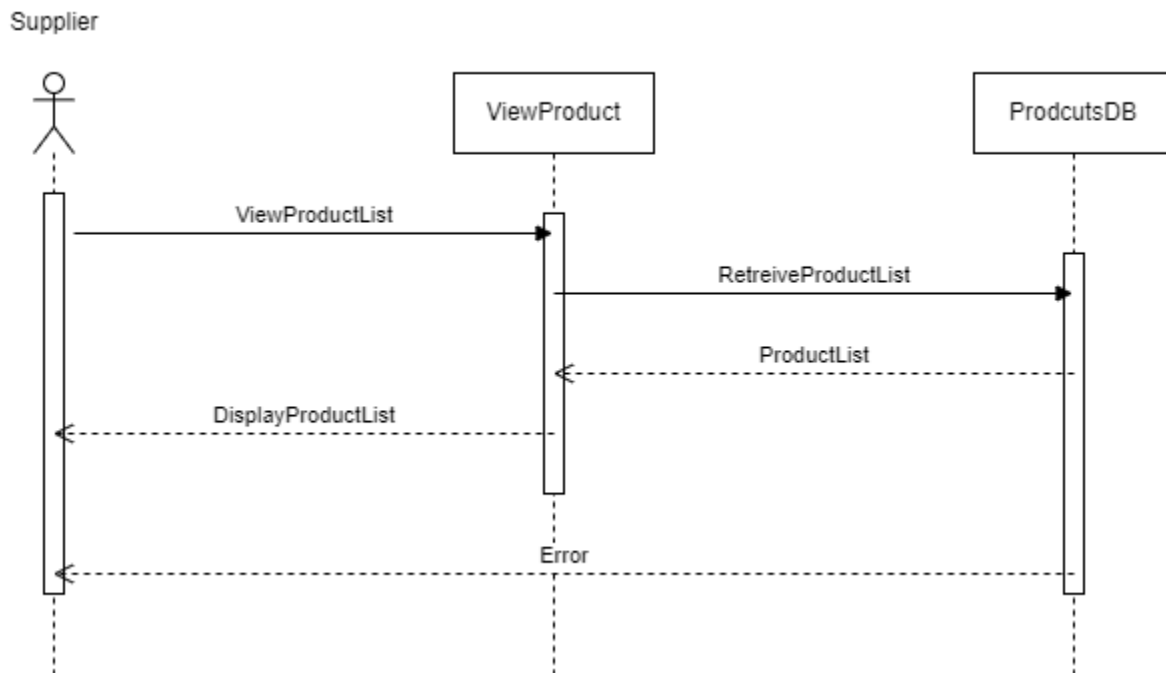 Supplier
ViewProduct
ProdcutsDB
ViewProductList
RetreiveProductList
ProductList
DisplayProductList
Error